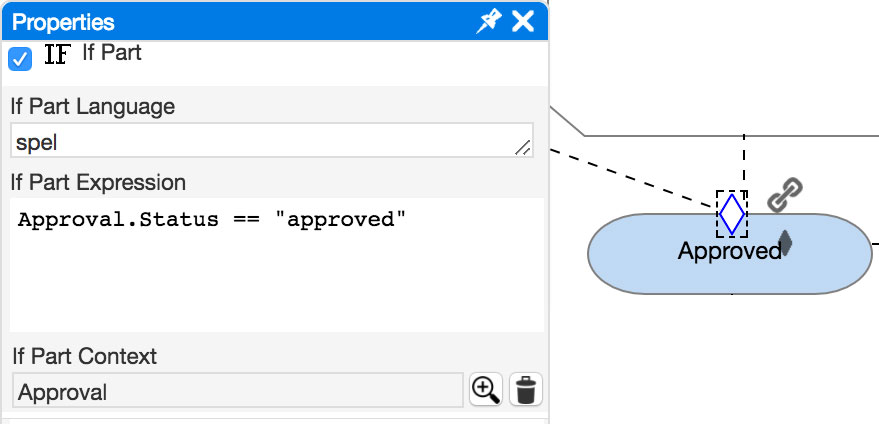 Properties
IF If Part
If Part Language
spel
If Part Expression
Approval.Status == "approved"
If Part Context
Approval
Approved